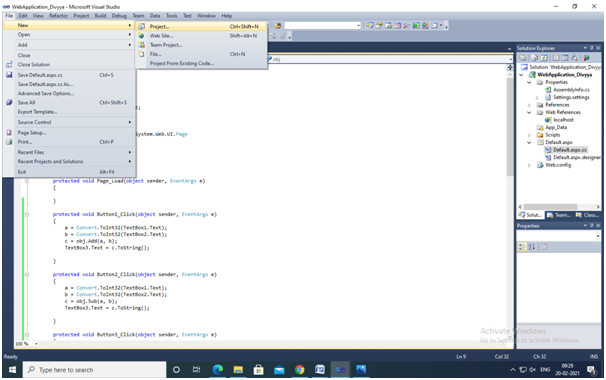 WebApplication_Divyya - Microsoft Visual Studio
File Edit View Refactor Project Build Debug Team Data Tools Test Window Help
New
Open
Add
Close
Close Solution
Save Default.aspx.cs Ctrl+S
Save Default.aspx.cs As...
Advanced Save Options...
Save All Ctrl+Shift+S
Export Template...
Source Control
Page Setup...
Print... Ctrl+P
Recent Files
Recent Projects and Solutions
Exit Alt+F4
Project... Ctrl+Shift+N
Web Site... Shift+Alt+N
Team Project...
File... Ctrl+N
Project From Existing Code...
obj
t;
System.Web.UI.Page
protected void Page_Load(object sender, EventArgs e)
{
}
protected void Button1_Click(object sender, EventArgs e)
{
a = Convert.ToInt32(TextBox1.Text);
b = Convert.ToInt32(TextBox2.Text);
c = obj.Add(a, b);
TextBox3.Text = c.ToString();
}
protected void Button2_Click(object sender, EventArgs e)
{
a = Convert.ToInt32(TextBox1.Text);
b = Convert.ToInt32(TextBox2.Text);
c = obj.Sub(a, b);
TextBox3.Text = c.ToString();
}
protected void Button3_Click(object sender, EventArgs e)
100 %
Solution Explorer
Solution 'WebApplication_Divyy
WebApplication_Divyya
Properties
AssemblyInfo.cs
Settings.settings
References
Web References
localhost
App_Data
Scripts
Default.aspx
Default.aspx.cs
Default.aspx.designer
Web.config
Solut... Team... Class...
Properties
Activate Windows
Go to Settings to activate Windows.
Ready Ln 9 Col 32 Ch 32 INS
Type here to search
ENG
09:29
20-02-2021